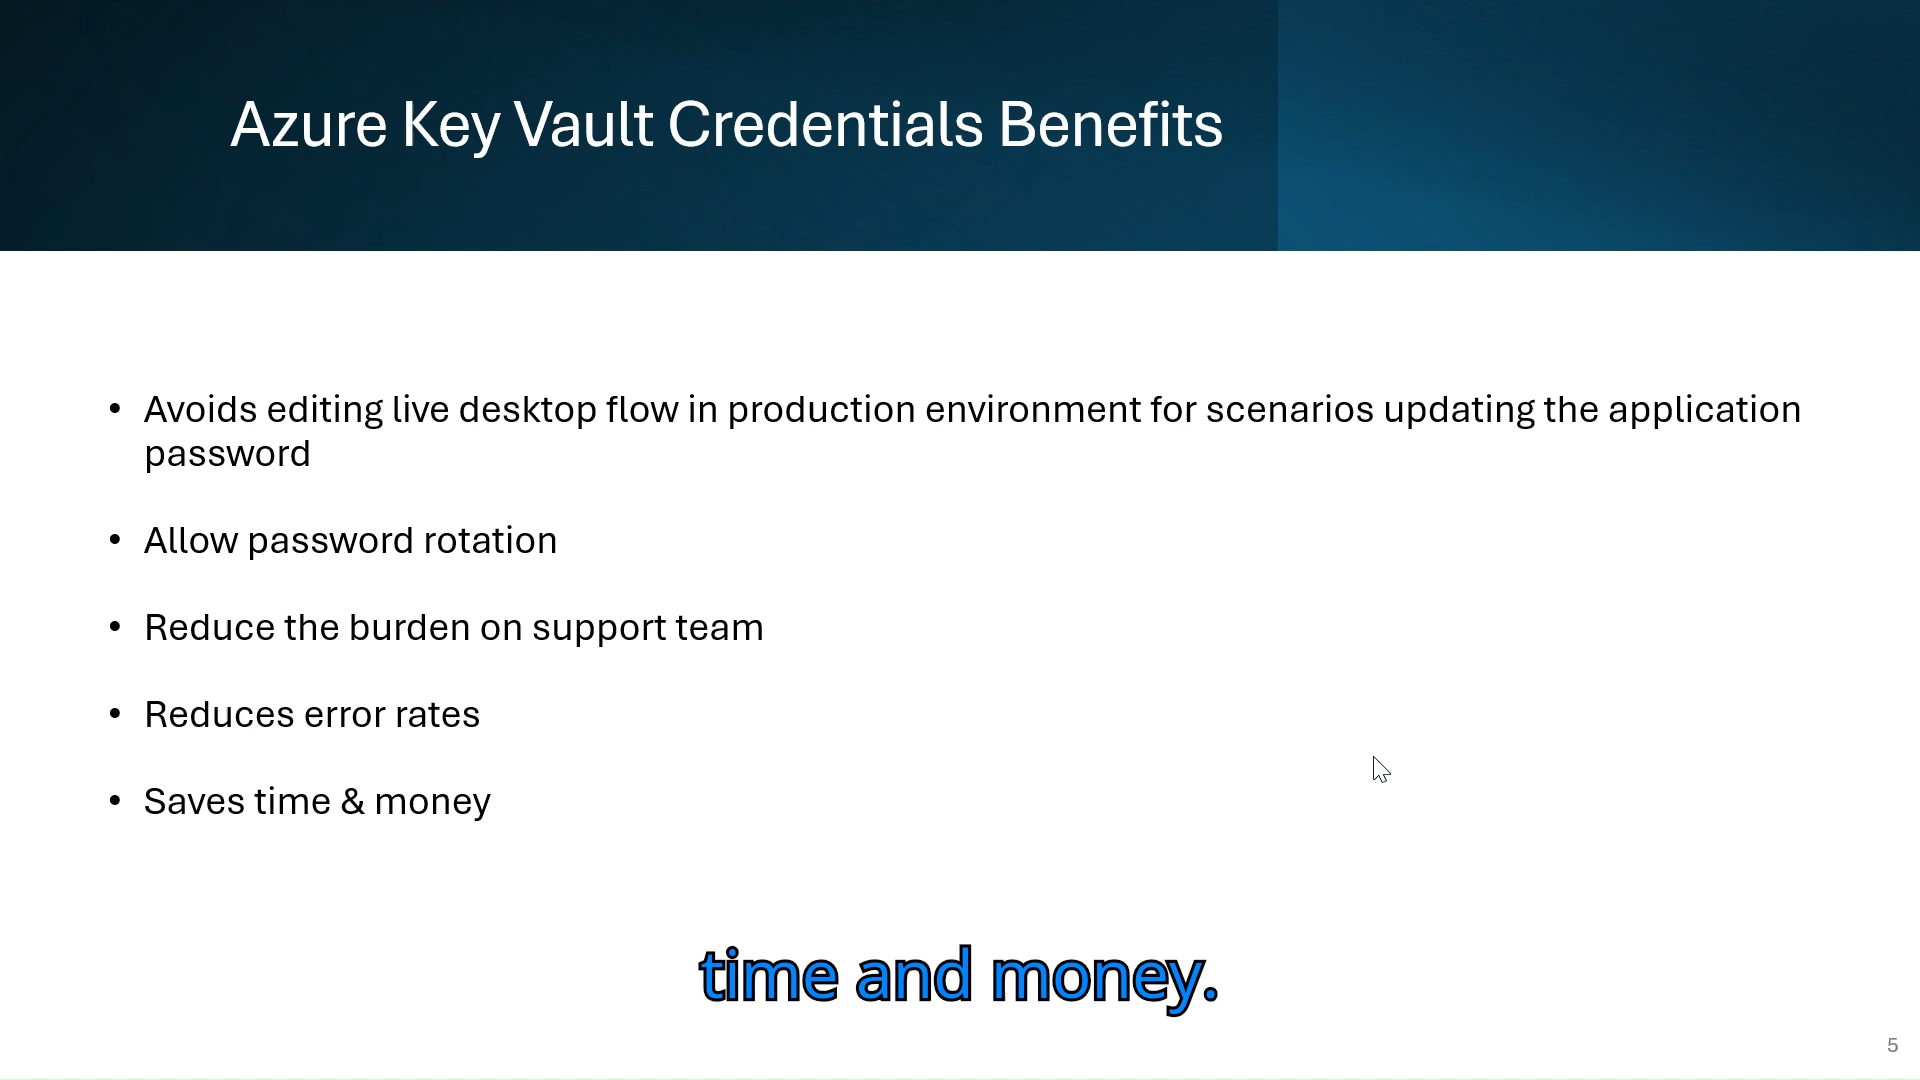 Azure Key Vault Credentials Benefits
• Avoids editing live desktop flow in production environment for scenarios updating the application
password
• Allow password rotation
• Reduce the burden on support team
• Reduces error rates
• Saves time & money
time and money.
5